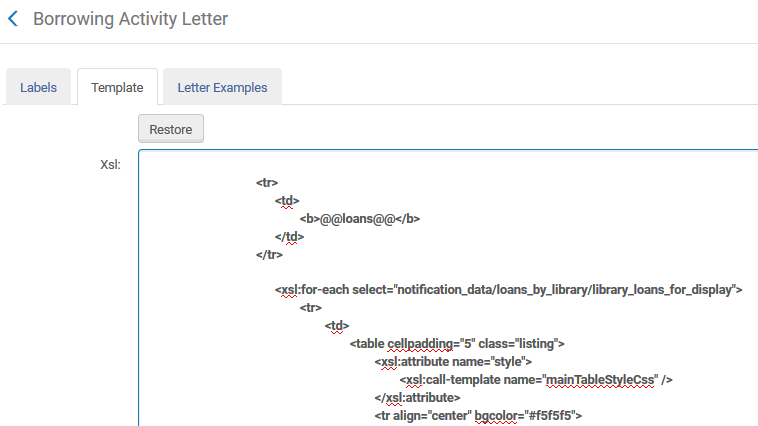 Borrowing Activity Letter
Labels
Template
Letter Examples
Restore
Xsl:
<tr>
<td>
<b>@@loans@@</b>
</td>
</tr>
<xsl:for-each select="notification_data/loans_by_library/library_loans_for_display">
<tr>
<td>
<table cellpadding="5" class="listing">
<xsl:attribute name="style">
<xsl:call-template name="mainTableStyleCss" />
</xsl:attribute>
<tr align="center" bgcolor="#f5f5f5">